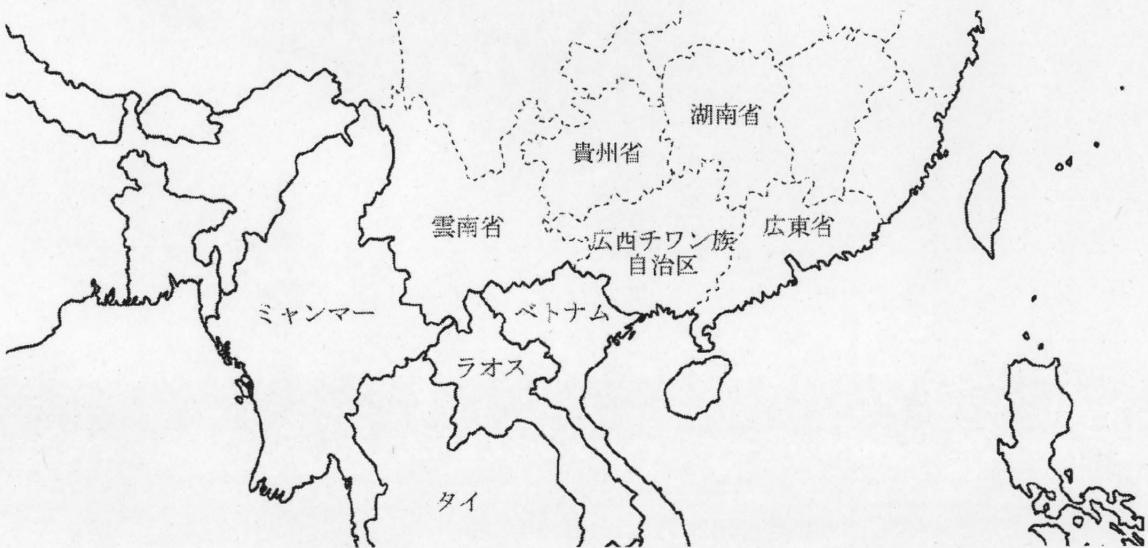 湖南省
貴州省
雲南省
広西チワン族
自治区
広東省
ミャンマー
ベトナム
ラオス
タイ